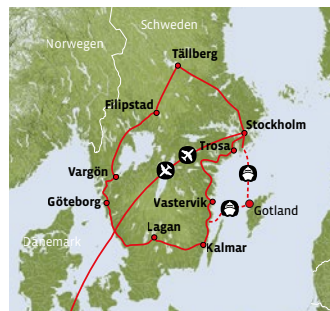 Schweden
Norwegen
Tällberg
Filipstad
Stockholm
Trosa
Vargön
Göteborg
Vastervik
Gotland
Lagan
Dänemark
Kalmar